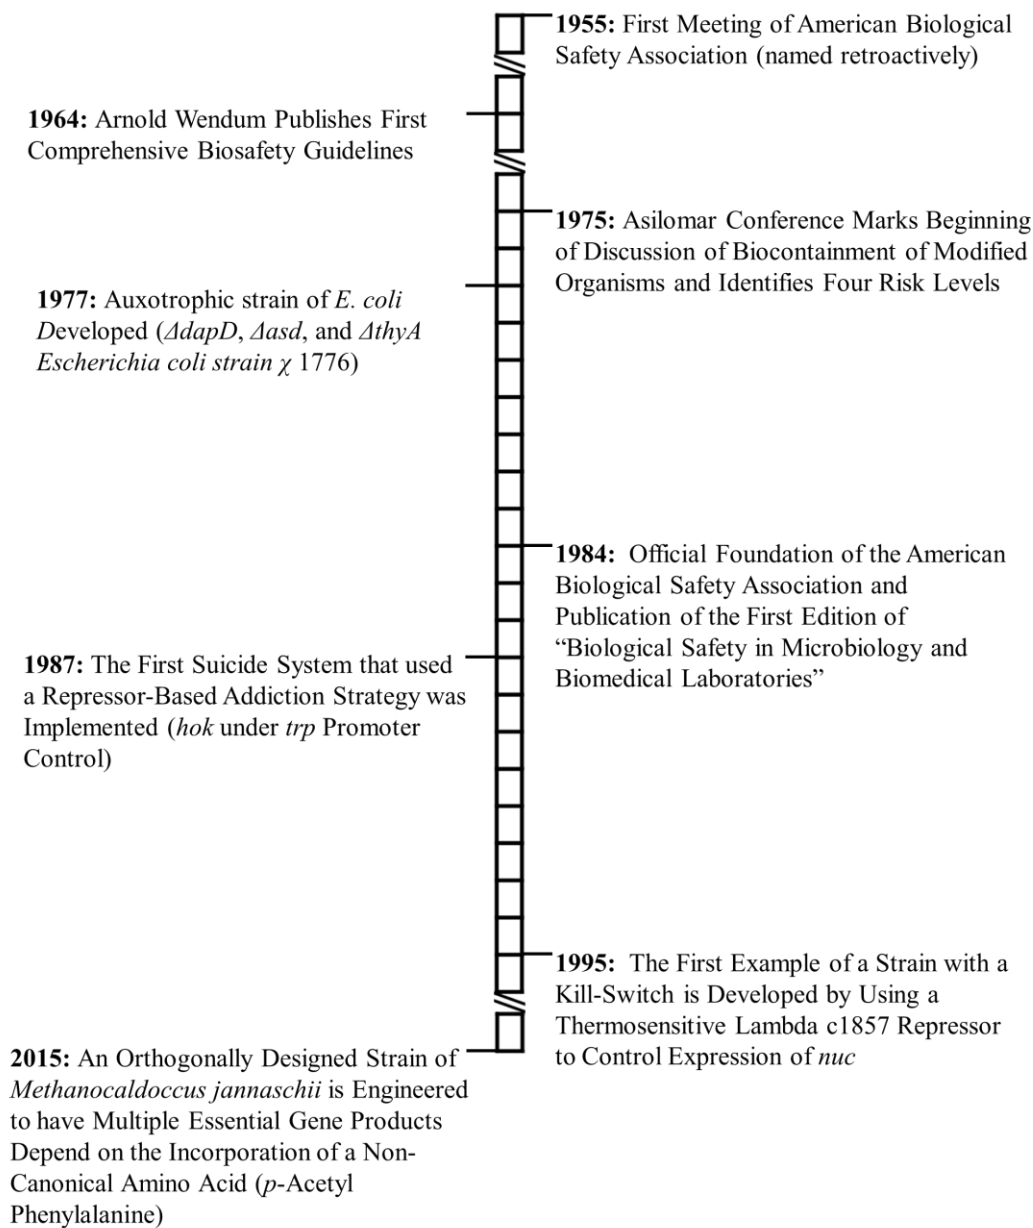 1955: First Meeting of American Biological
Safety Association (named retroactively)
1964: Arnold Wendum Publishes First
Comprehensive Biosafety Guidelines
1975: Asilomar Conference Marks Beginning
of Discussion of Biocontainment of Modified
Organisms and Identifies Four Risk Levels
1977: Auxotrophic strain of E. coli
Developed (ΔdapD, Δasd, and ΔthyA
Escherichia coli strain χ 1776)
1984: Official Foundation of the American
Biological Safety Association and
Publication of the First Edition of
“Biological Safety in Microbiology and
Biomedical Laboratories”
1987: The First Suicide System that used
a Repressor-Based Addiction Strategy was
Implemented (hok under trp Promoter
Control)
1995: The First Example of a Strain with a
Kill-Switch is Developed by Using a
Thermosensitive Lambda c1857 Repressor
to Control Expression of nuc
2015: An Orthogonally Designed Strain of
Methanocaldoccus jannaschii is Engineered
to have Multiple Essential Gene Products
Depend on the Incorporation of a Non-
Canonical Amino Acid (p-Acetyl
Phenylalanine)